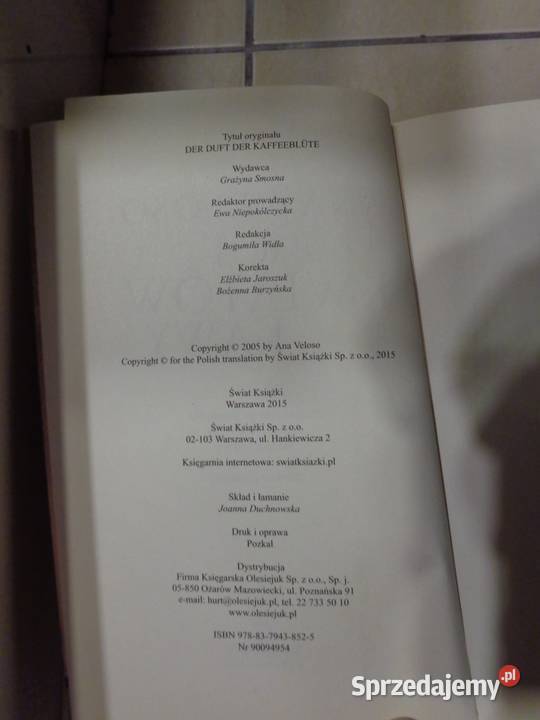 Tytuł oryginału
DER DUFT DER KAFFEEBLÜTE
Wydawca
Grażyna Smosna
Redaktor prowadzący
Ewa Niepokólczycka
Redakcja
Bogumiła Widła
Korekta
Elżbieta Jaroszuk
Bożenna Burzyńska
Copyright © 2005 by Ana Veloso
Copyright © for the Polish translation by Świat Książki Sp. z o.o., 2015
Świat Książki
Warszawa 2015
Świat Książki Sp. z o.o.
02-103 Warszawa, ul. Hankiewicza 2
Księgarnia internetowa: swiatksiazki.pl
Skład i łamanie
Joanna Duchnowska
Druk i oprawa
Pozkal
Dystrybucja
Firma Księgarska Olesiejuk Sp. z o.o., Sp. j.
05-850 Ożarów Mazowiecki, ul. Poznańska 91
e-mail: hurt@olesiejuk.pl, tel. 22 733 50 10
www.olesiejuk.pl
ISBN 978-83-7943-852-5
Nr 90094954
Sprzedajemy.pl